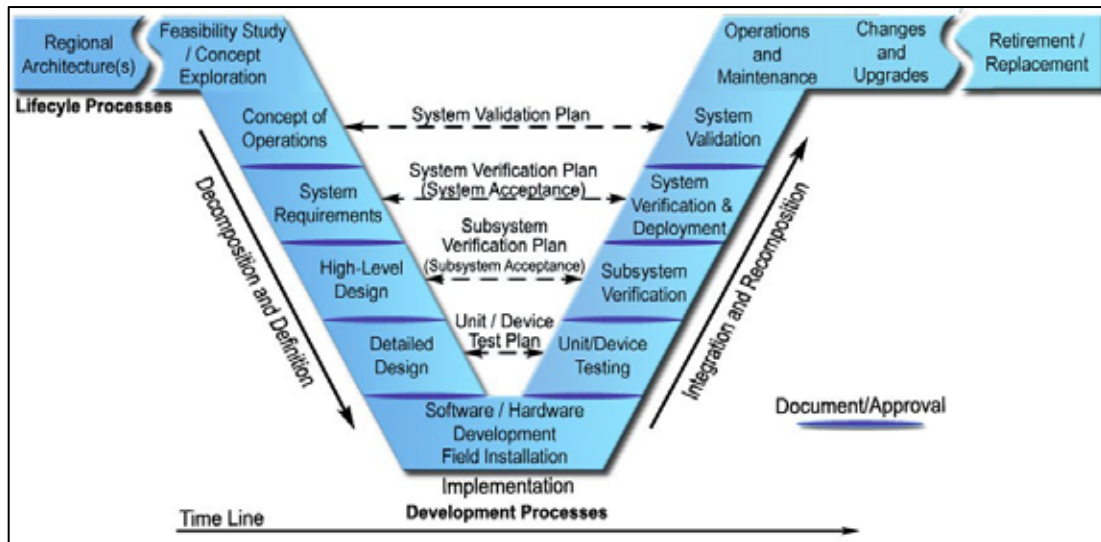 Regional
Architecture(s)
Feasibility Study
/ Concept
Exploration
Operations
and
Maintenance
Changes
and
Upgrades
Retirement /
Replacement
Lifecyle Processes
Concept of
Operations
System Validation Plan
System
Validation
System
Requirements
System Verification Plan
(System Acceptance)
System
Verification &
Deployment
High-Level
Design
Subsystem
Verification Plan
(Subsystem Acceptance)
Subsystem
Verification
Detailed
Design
Unit / Device
Test Plan
Unit/Device
Testing
Decomposition and Definition
Integration and Recomposition
Software / Hardware
Development
Field Installation
Document/Approval
Implementation
Development Processes
Time Line